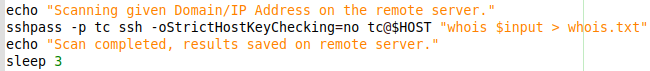 echo "Scanning given Domain/IP Address on the remote server."
sshpass -p tc ssh -oStrictHostKeyChecking=no tc@$HOST "whois $input > whois.txt"
echo "Scan completed, results saved on remote server."
sleep 3